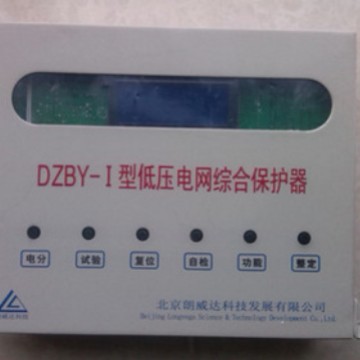 DZBY-I型低压电网综合保护器
电分 试验 复位 自检 功能 整定
北京朗威达科技发展有限公司
Beijing Langwga Science & Technology Development Co.,Ltd.